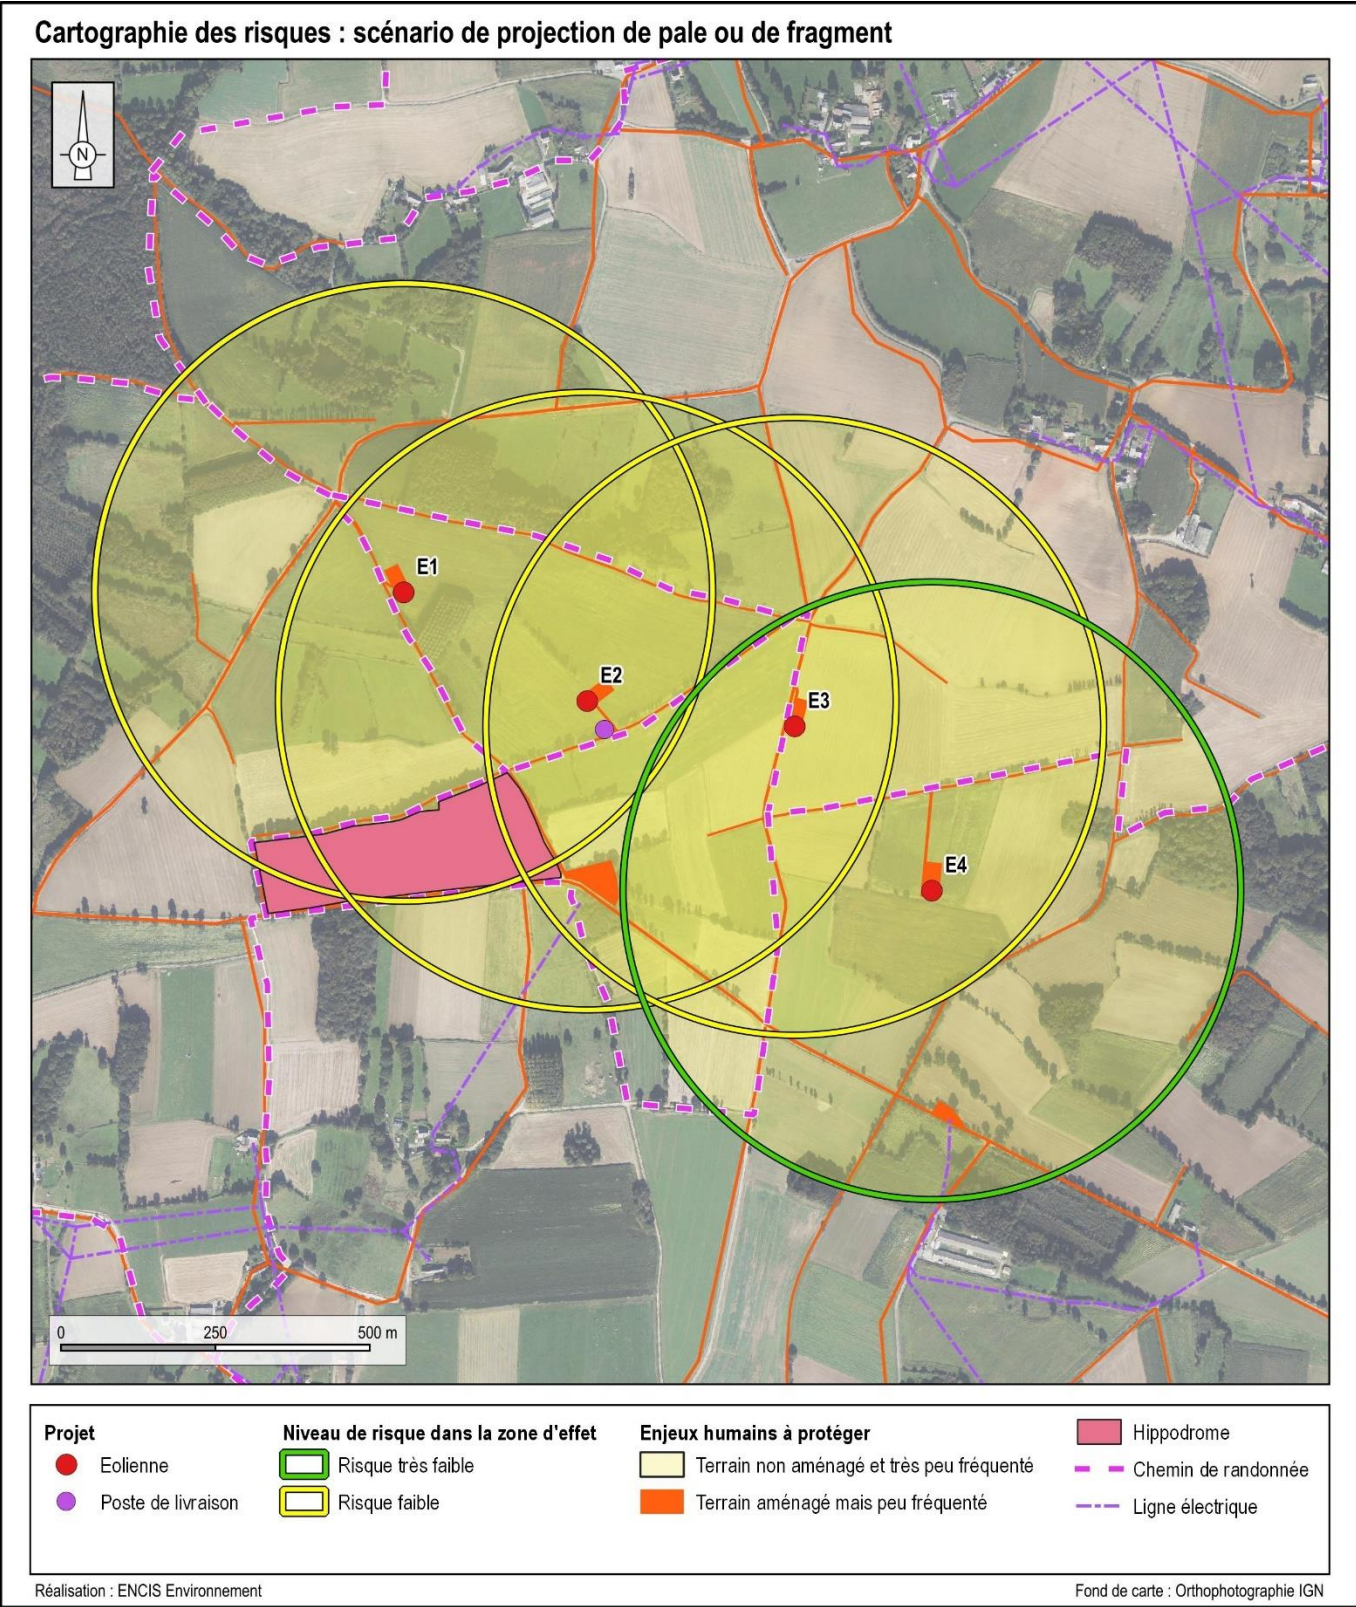 Cartographie des risques : scénario de projection de pale ou de fragment
N
E1
E2
E3
E4
0 250 500 m
Projet
Eolienne
Poste de livraison
Niveau de risque dans la zone d'effet
Risque très faible
Risque faible
Enjeux humains à protéger
Terrain non aménagé et très peu fréquenté
Terrain aménagé mais peu fréquenté
Hippodrome
Chemin de randonnée
Ligne électrique
Réalisation : ENCIS Environnement
Fond de carte : Orthophotographie IGN